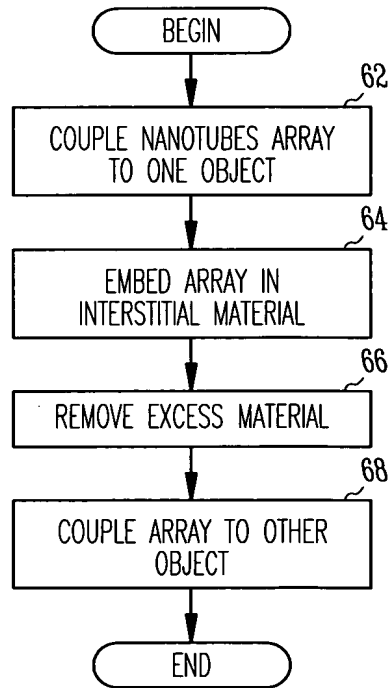 BEGIN
62
COUPLE NANOTUBES ARRAY
TO ONE OBJECT
64
EMBED ARRAY IN
INTERSTITIAL MATERIAL
66
REMOVE EXCESS MATERIAL
68
COUPLE ARRAY TO OTHER
OBJECT
END